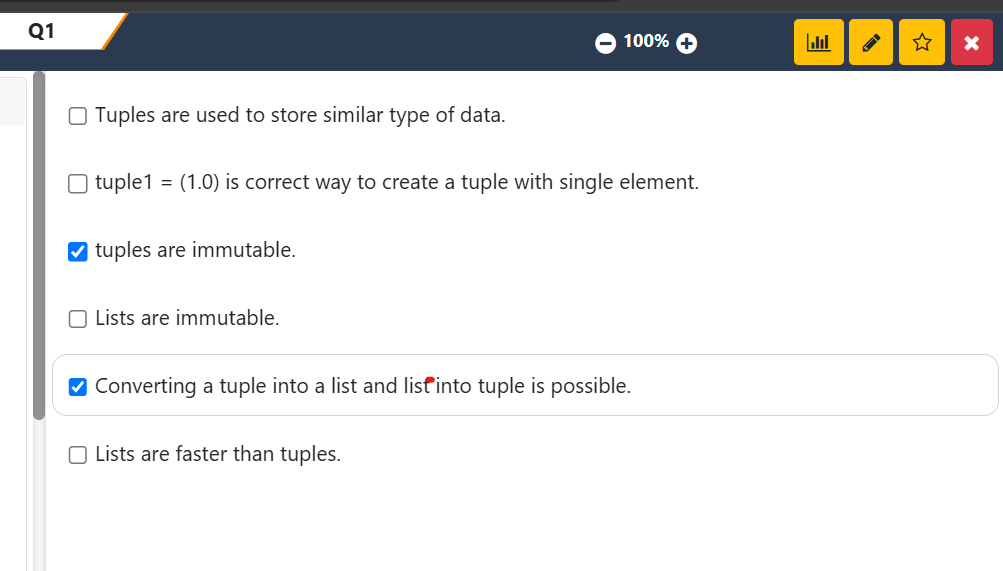 Q1
100%
Tuples are used to store similar type of data.
tuple1 = (1.0) is correct way to create a tuple with single element.
tuples are immutable.
Lists are immutable.
Converting a tuple into a list and list into tuple is possible.
Lists are faster than tuples.